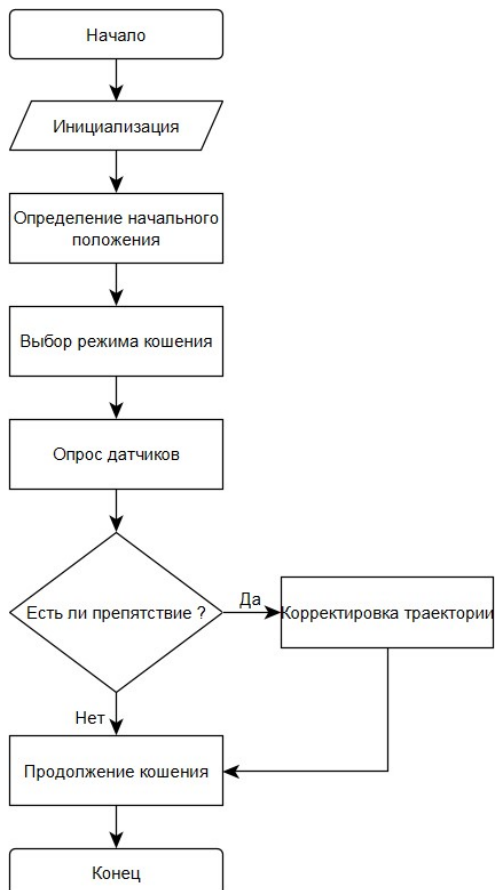 Начало
Инициализация
Определение начального
положения
Выбор режима кошения
Опрос датчиков
Есть ли препятствие ?
Да
Корректировка траектории
Нет
Продолжение кошения
Конец